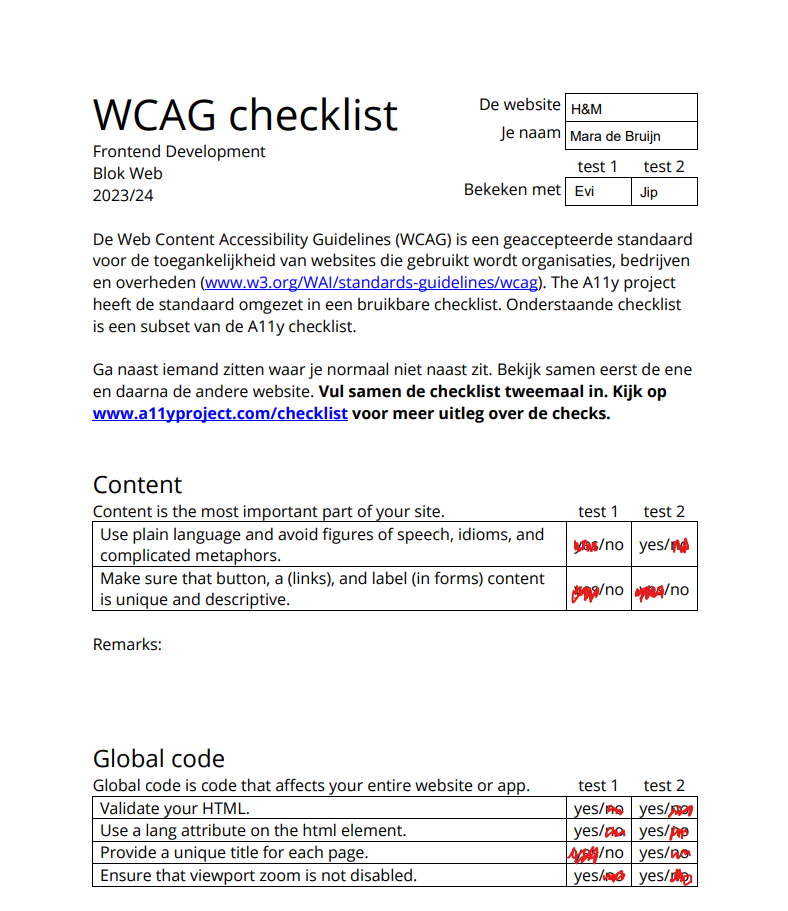 WCAG checklist
Frontend Development
Blok Web
2023/24
De website H&M
Je naam Mara de Bruijn
test 1 test 2
Bekeken met Evi Jip
De Web Content Accessibility Guidelines (WCAG) is een geaccepteerde standaard
voor de toegankelijkheid van websites die gebruikt wordt organisaties, bedrijven
en overheden (www.w3.org/WAI/standards-guidelines/wcag). The A11y project
heeft de standaard omgezet in een bruikbare checklist. Onderstaande checklist
is een subset van de A11y checklist.
Ga naast iemand zitten waar je normaal niet naast zit. Bekijk samen eerst de ene
en daarna de andere website. Vul samen de checklist tweemaal in. Kijk op
www.a11yproject.com/checklist voor meer uitleg over de checks.
Content
Content is the most important part of your site. test 1 test 2
Use plain language and avoid figures of speech, idioms, and
complicated metaphors. yes/no yes/no
Make sure that button, a (links), and label (in forms) content
is unique and descriptive. yes/no yes/no
Remarks:
Global code
Global code is code that affects your entire website or app. test 1 test 2
Validate your HTML. yes/no yes/no
Use a lang attribute on the html element. yes/no yes/no
Provide a unique title for each page. yes/no yes/no
Ensure that viewport zoom is not disabled. yes/no yes/no